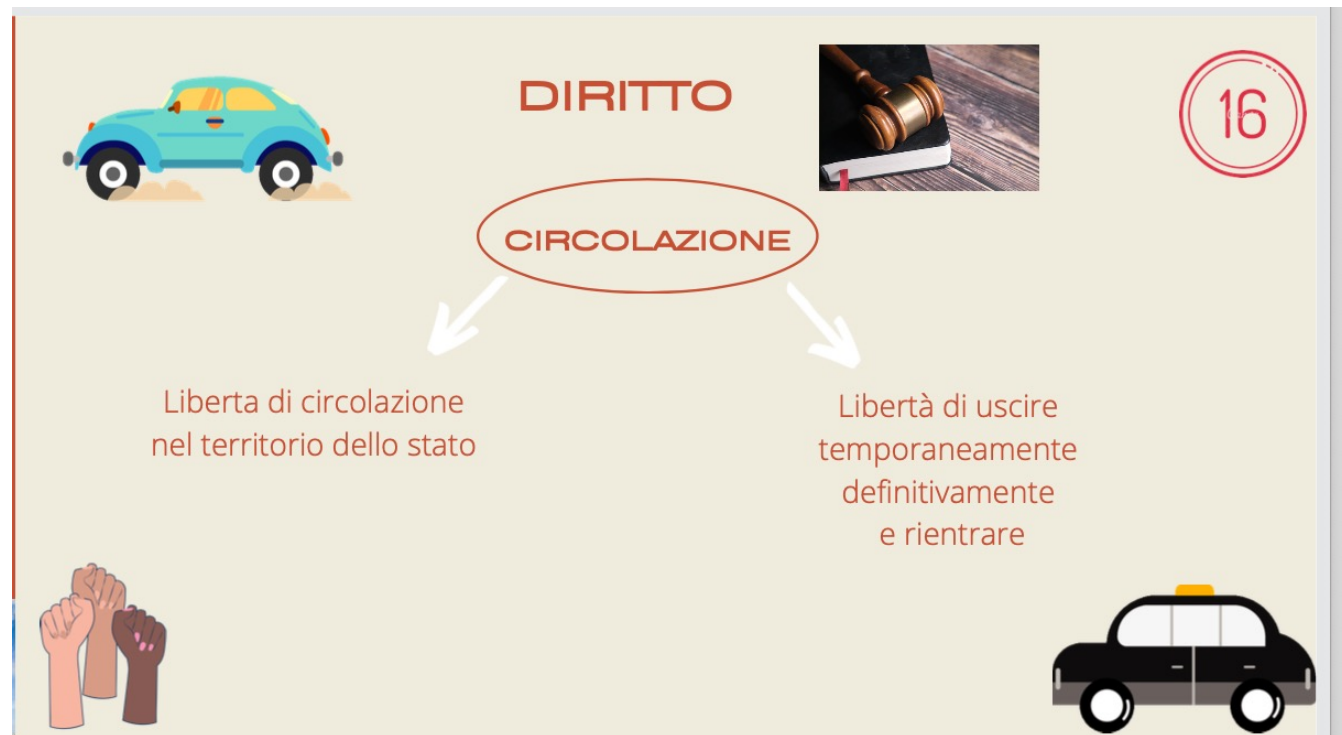 DIRITTO
16
CIRCOLAZIONE
Liberta di circolazione
nel territorio dello stato
Libertà di uscire
temporaneamente
definitivamente
e rientrare